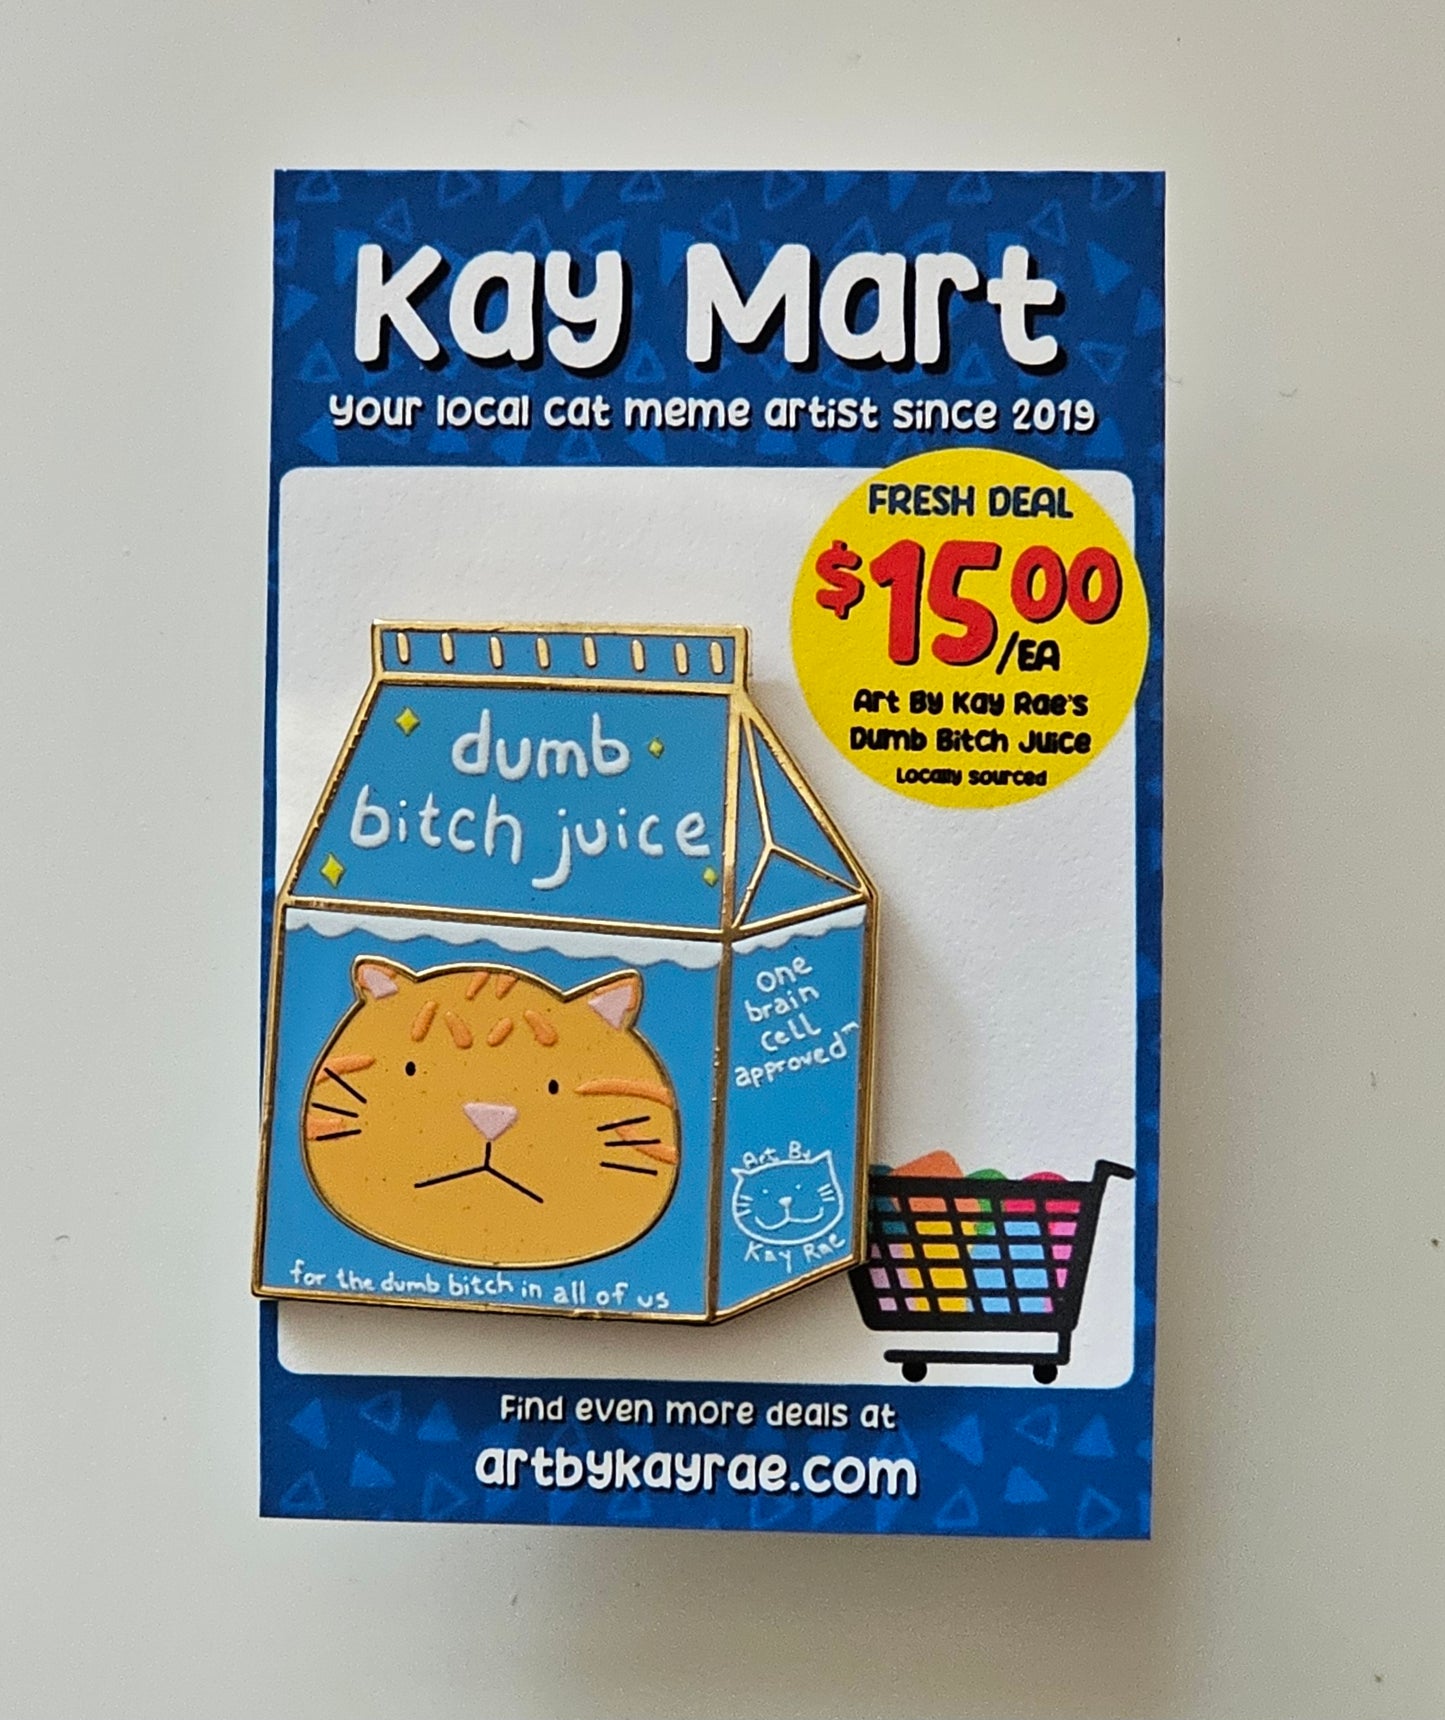 Kay Mart
your local cat meme artist since 2019
FRESH DEAL
$1500
/EA
Art By Kay Rae's
Dumb Bitch Juice
Locally sourced
dumb
bitch juice
one
brain
cell
approved™
Art By
Kay Rae
for the dumb bitch in all of us
Find even more deals at
artbykayrae.com